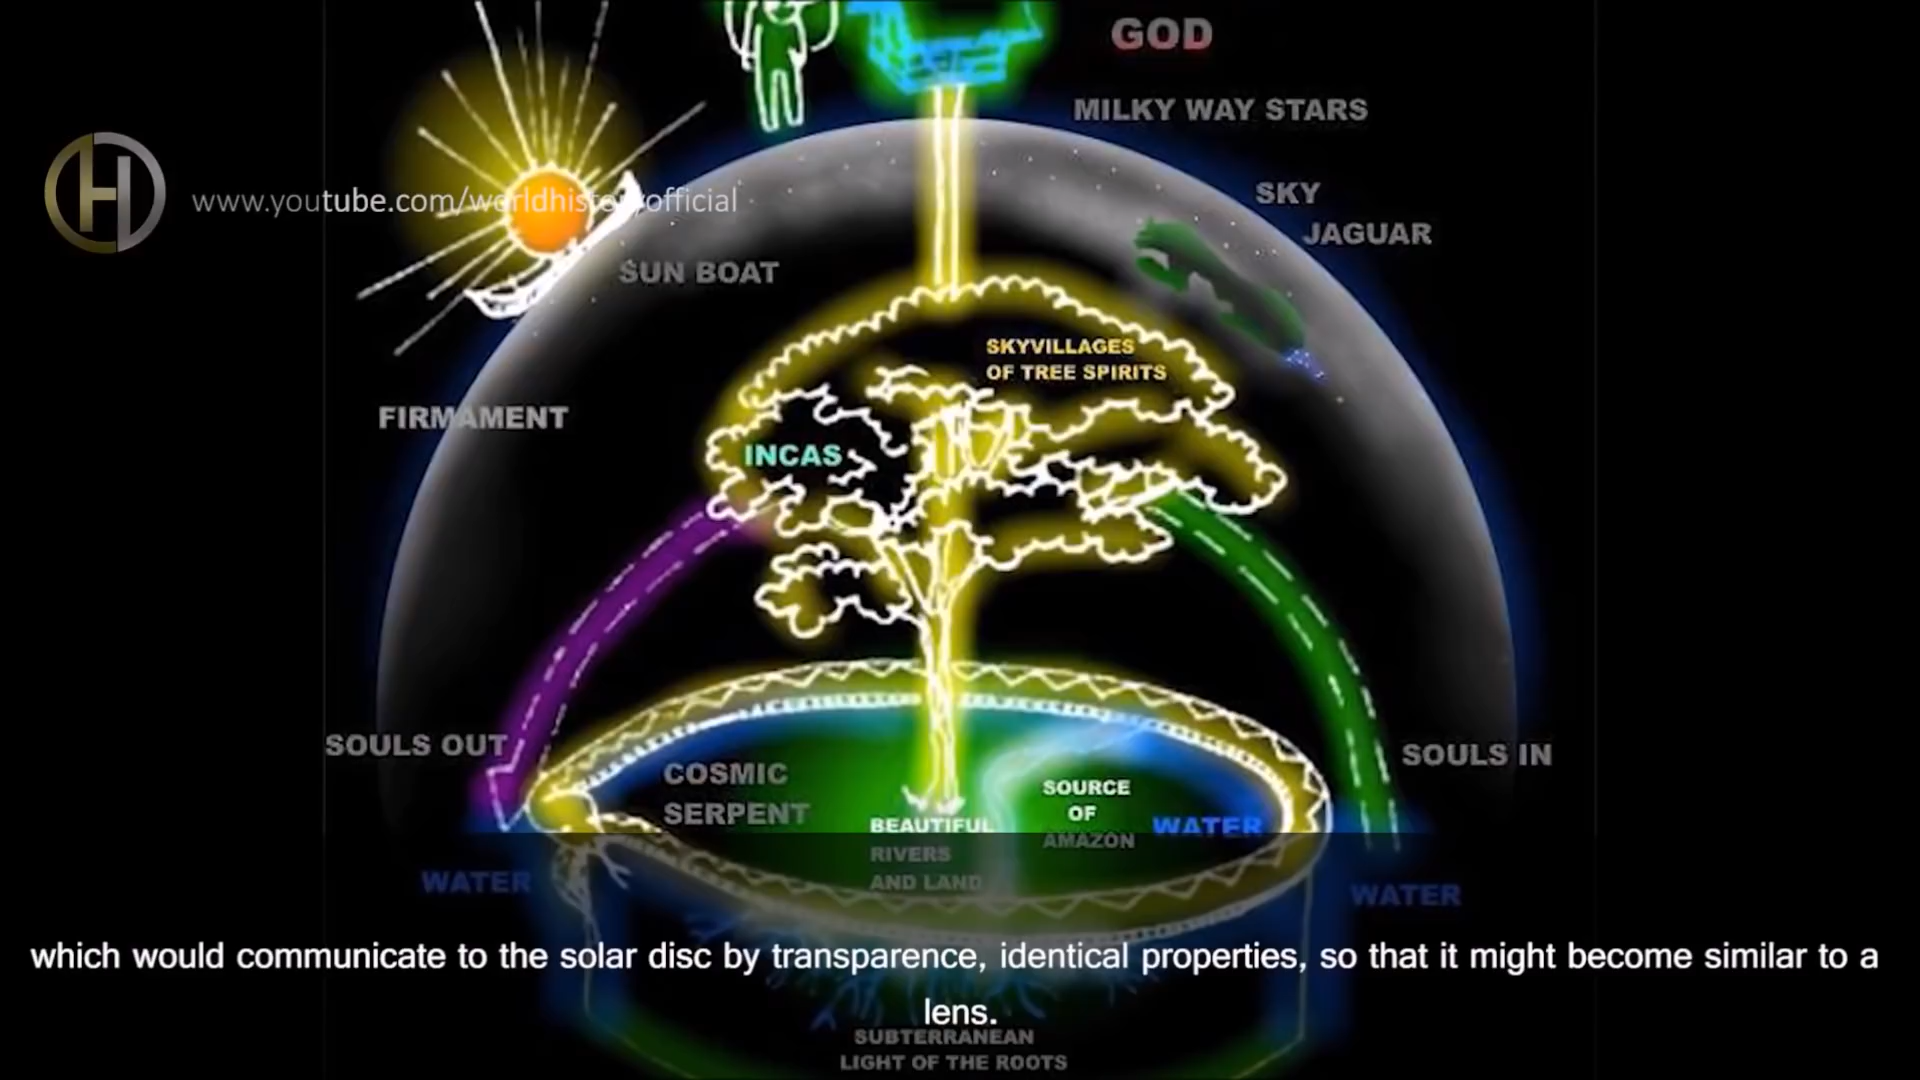 GOD
MILKY WAY STARS
SKY
JAGUAR
www.youtube.com/worldhistoryofficial
SUN BOAT
SKYVILLAGES
OF TREE SPIRITS
FIRMAMENT
INCAS
SOULS OUT
SOULS IN
COSMIC
SERPENT
SOURCE
OF
AMAZON
WATER
BEAUTIFUL
RIVERS
AND LAND
WATER
WATER
which would communicate to the solar disc by transparence, identical properties, so that it might become similar to a
lens.
SUBTERRANEAN
LIGHT OF THE ROOTS